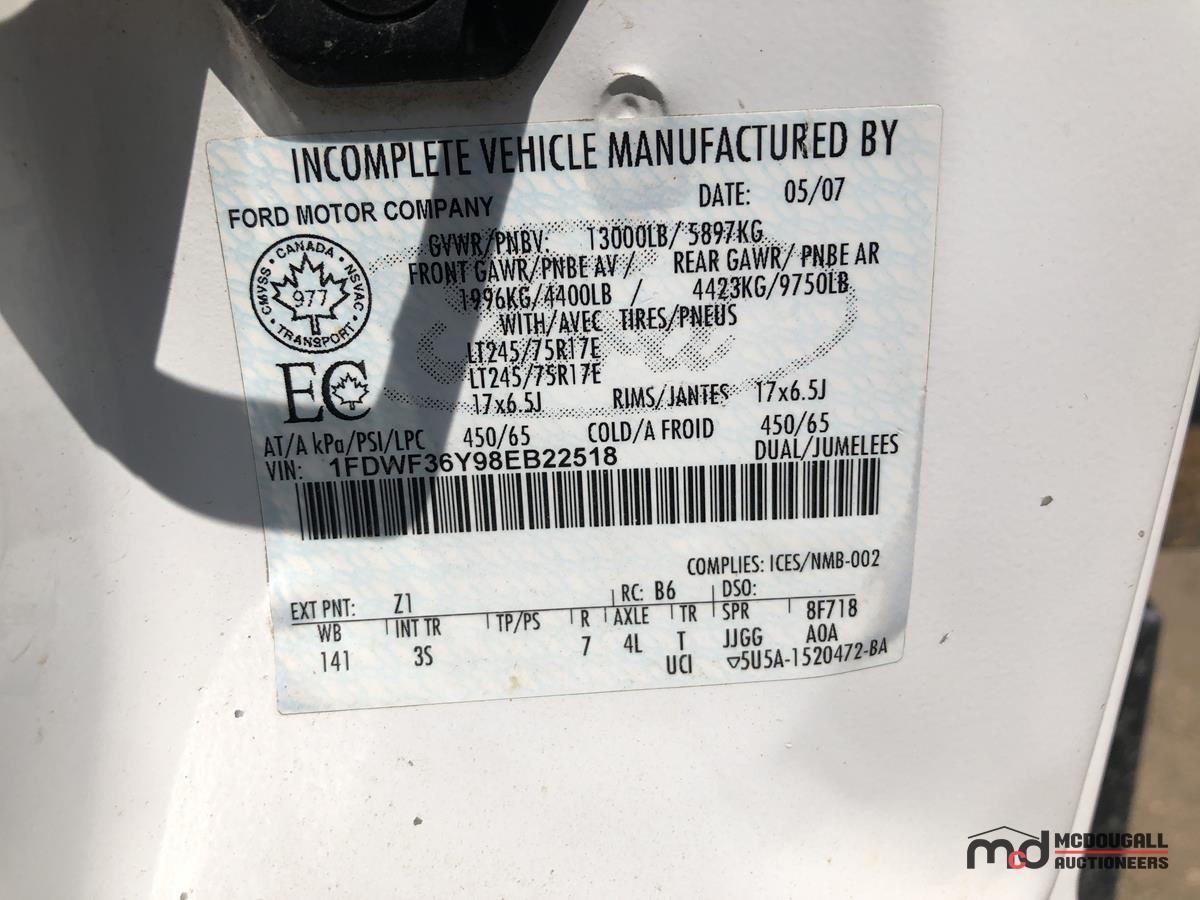 INCOMPLETE VEHICLE MANUFACTURED BY
FORD MOTOR COMPANY
DATE: 05/07
GVWR/PNBV: 13000LB/ 5897KG
FRONT GAWR/PNBE AV / REAR GAWR/ PNBE AR
1996KG/4400LB / 4423KG/9750LB
WITH/AVEC TIRES/PNEUS
LT245/75R17E
LT245/75R17E
17x6.5J RIMS/JANTES 17x6.5J
CANADA
CMVSS NSVAC
977
TRANSPORT
EC
AT/A kPa/PSI/LPC 450/65 COLD/A FROID 450/65
VIN: 1FDWF36Y98EB22518 DUAL/JUMELEES
COMPLIES: ICES/NMB-002
EXT PNT: Z1 RC: B6 DSO:
WB INT TR TP/PS R AXLE TR SPR 8F718
141 3S 7 4L T JJGG AOA
UCI ▽5U5A-1520472-BA
mcd MCDOUGALL
AUCTIONEERS